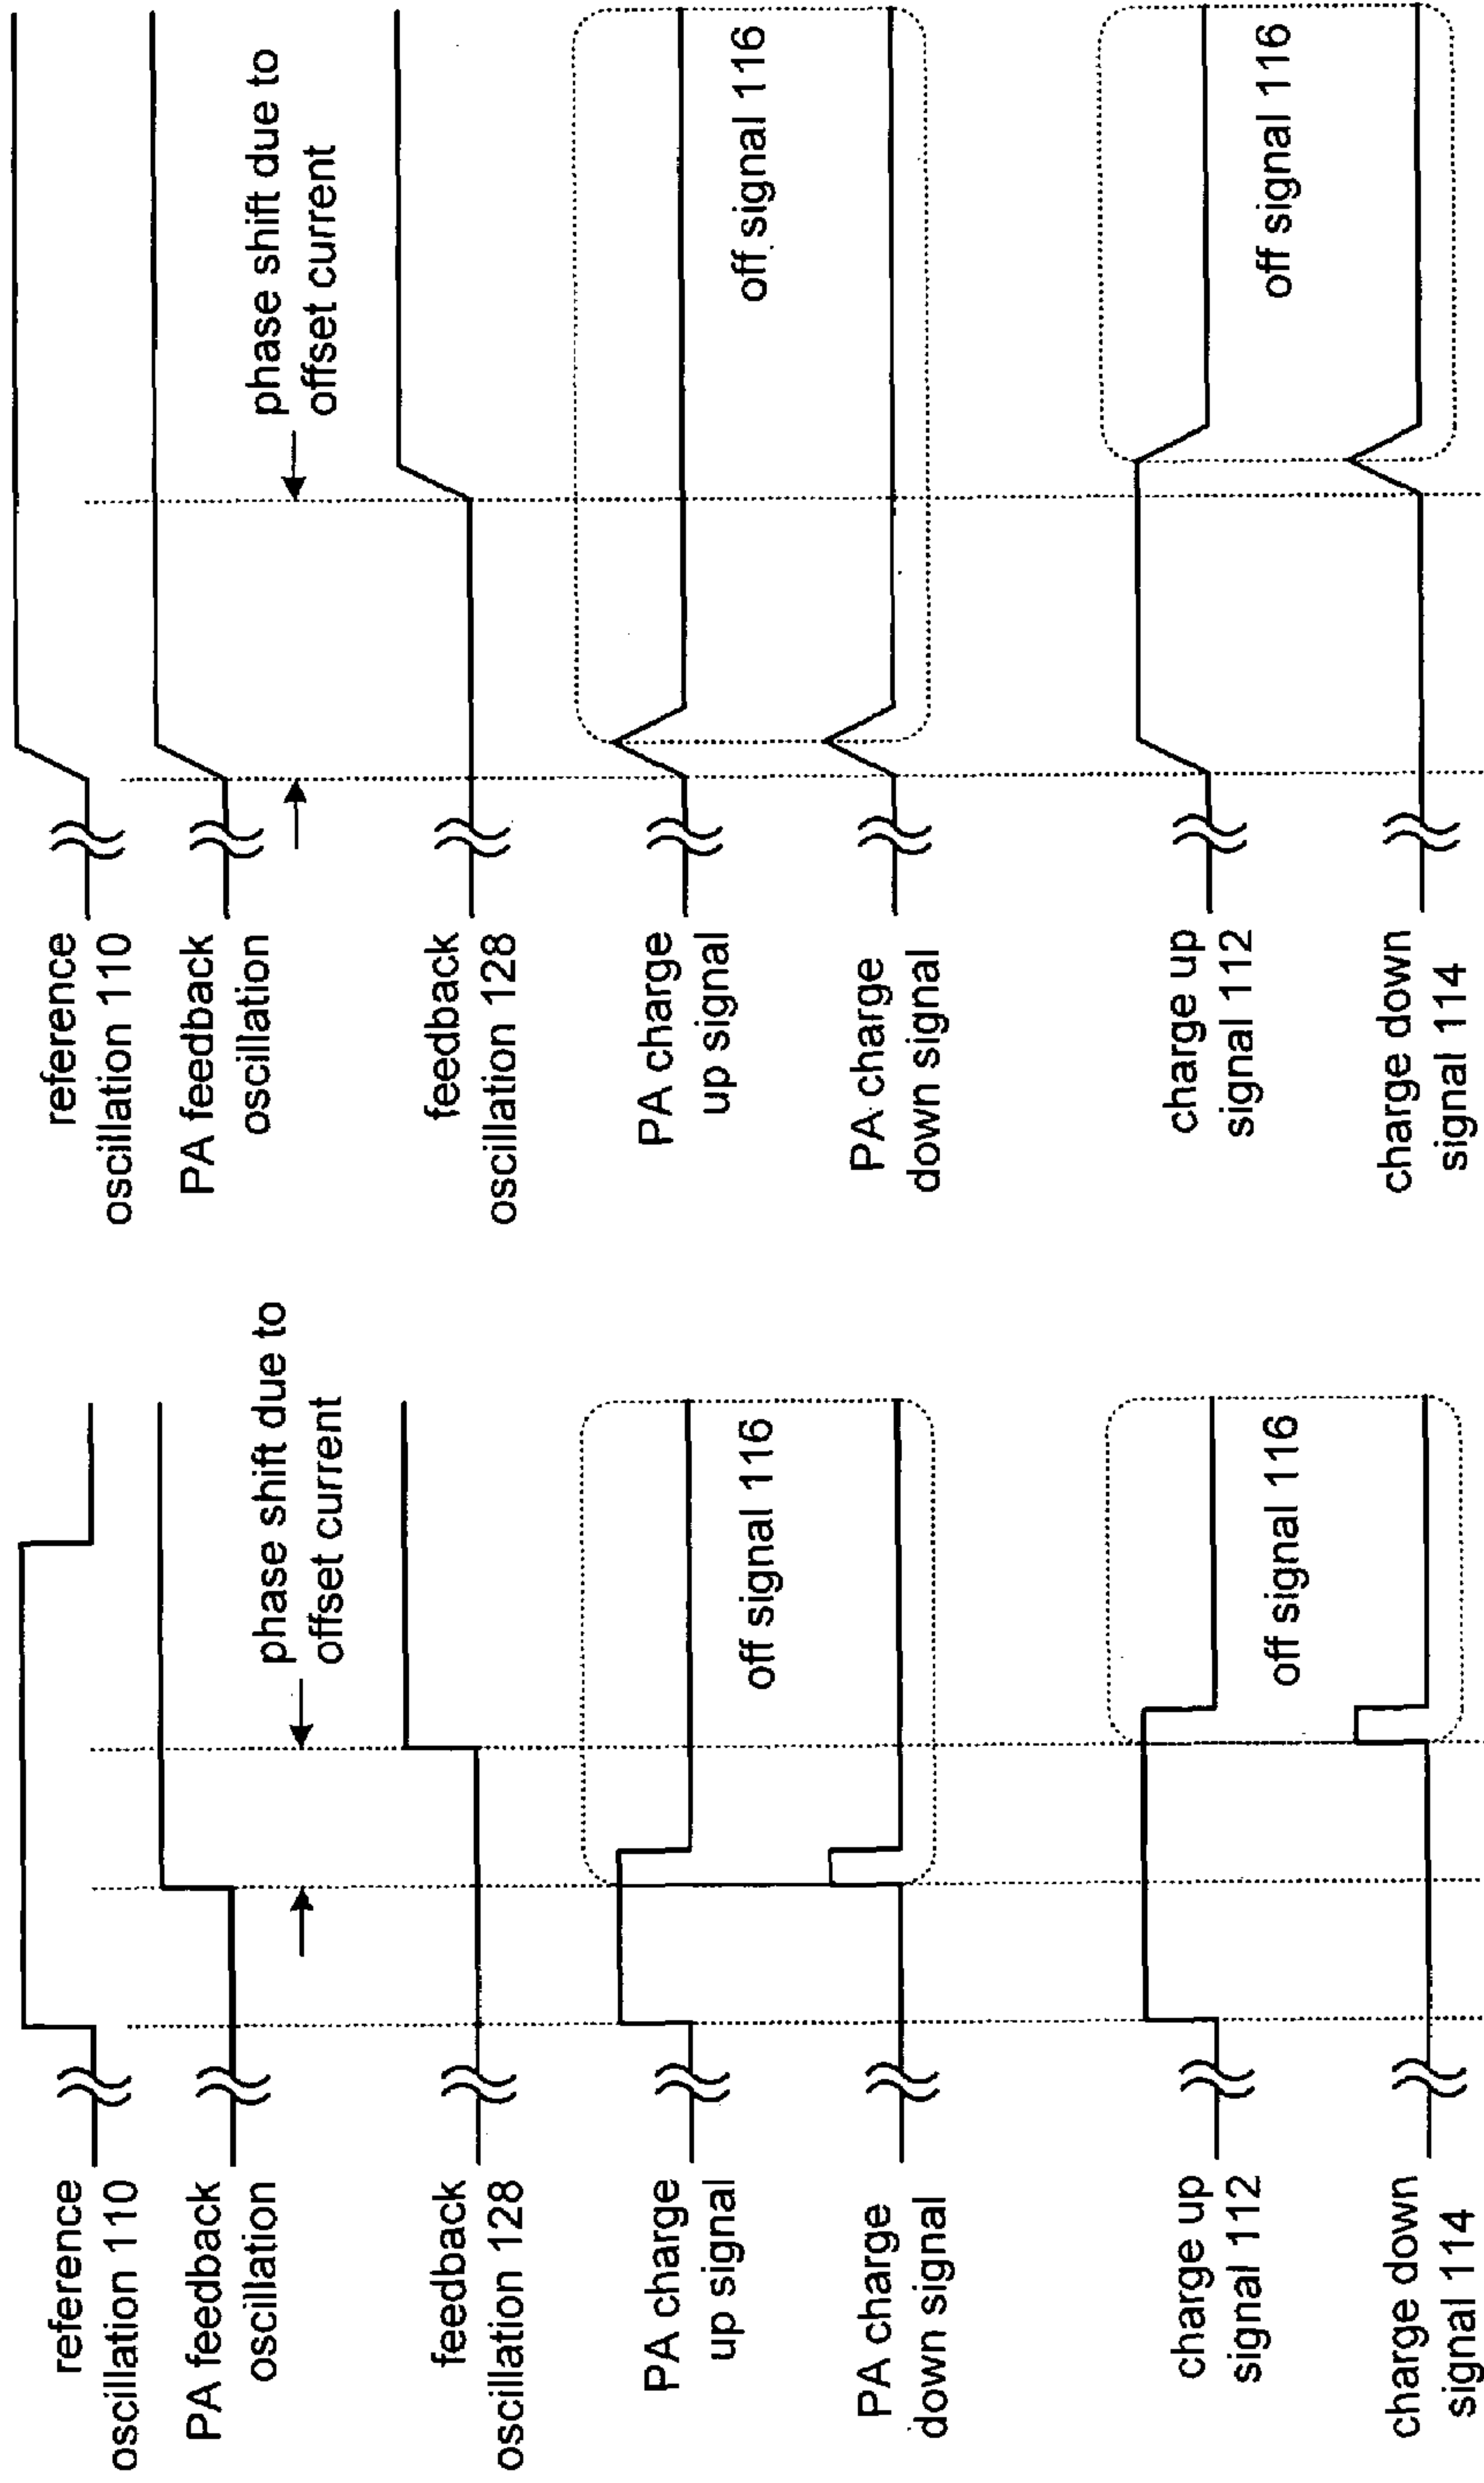 reference
oscillation 110
PA feedback
oscillation
phase shift due to
offset current
feedback
oscillation 128
PA charge
up signal
off signal 116
PA charge
down signal
charge up
signal 112
off signal 116
charge down
signal 114
reference
oscillation 110
PA feedback
oscillation
phase shift due to
offset current
feedback
oscillation 128
PA charge
up signal
off signal 116
PA charge
down signal
charge up
signal 112
off signal 116
charge down
signal 114